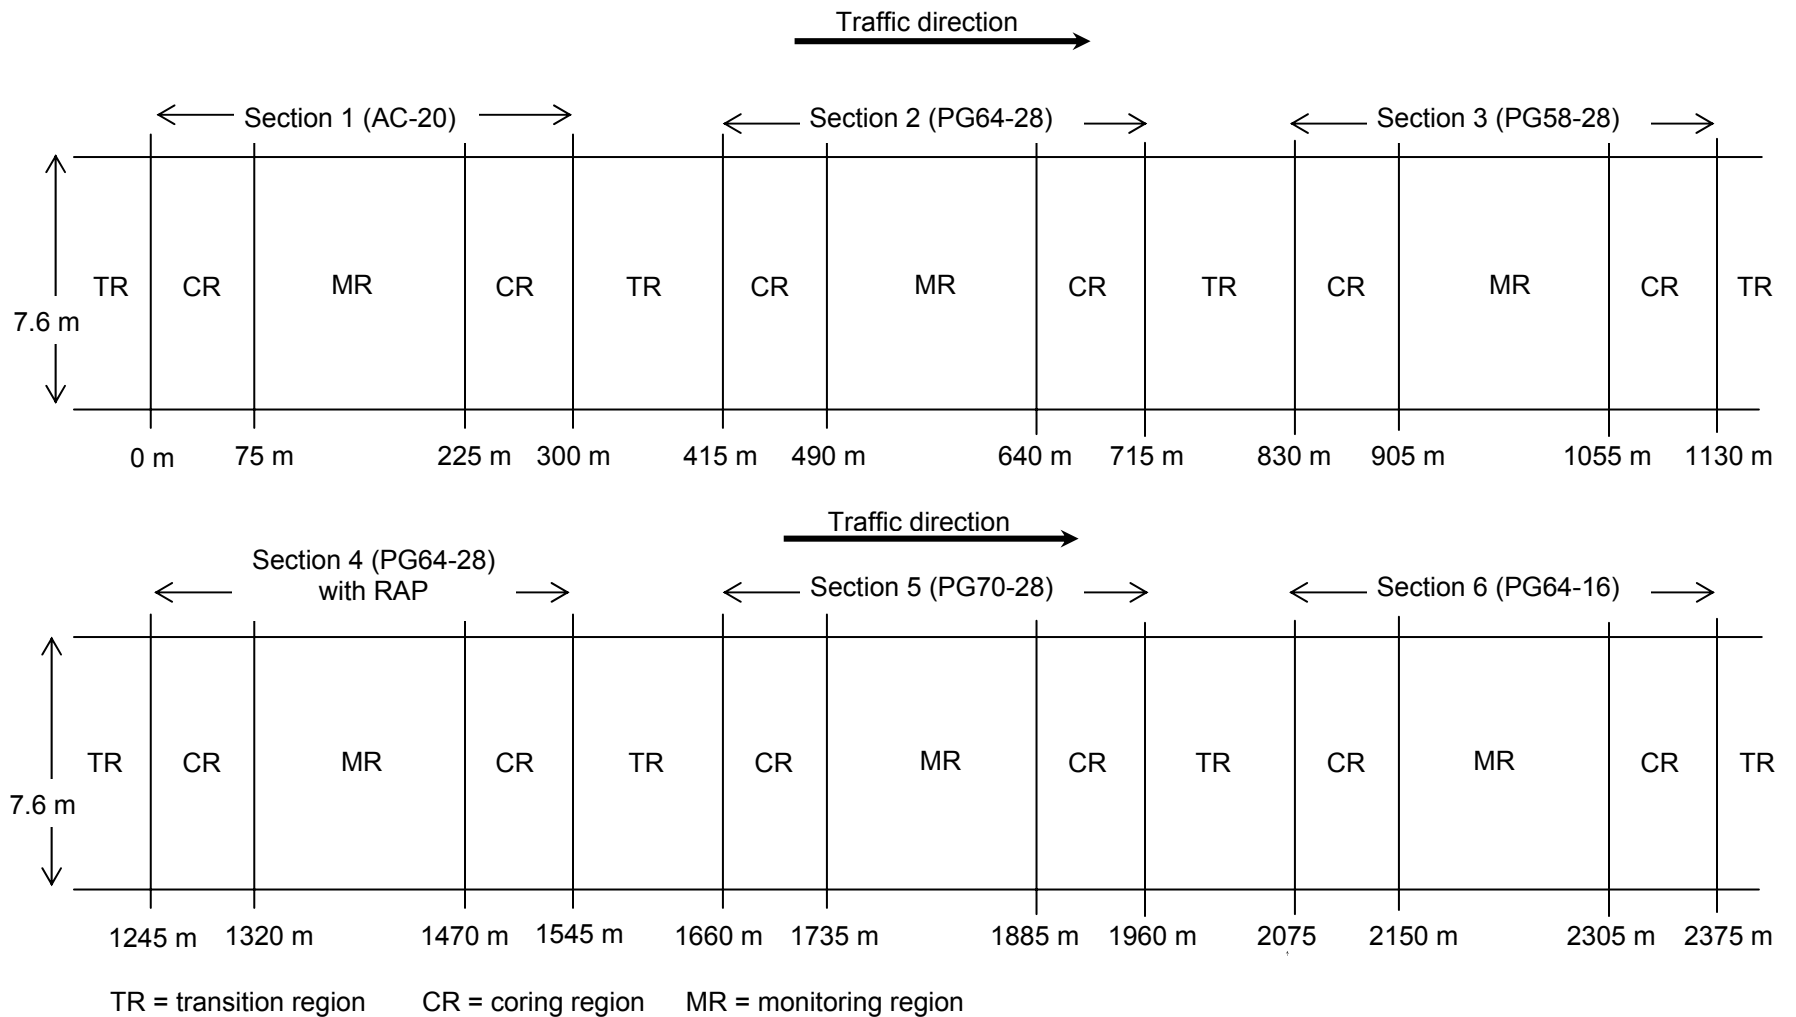 Traffic direction
Section 1 (AC-20) Section 2 (PG64-28) Section 3 (PG58-28)
TR CR MR CR TR CR MR CR TR CR MR CR TR
7.6 m
0 m 75 m 225 m 300 m 415 m 490 m 640 m 715 m 830 m 905 m 1055 m 1130 m
Traffic direction
Section 4 (PG64-28)
with RAP
Section 5 (PG70-28) Section 6 (PG64-16)
TR CR MR CR TR CR MR CR TR CR MR CR TR
7.6 m
1245 m 1320 m 1470 m 1545 m 1660 m 1735 m 1885 m 1960 m 2075 2150 m 2305 m 2375 m
TR = transition region CR = coring region MR = monitoring region